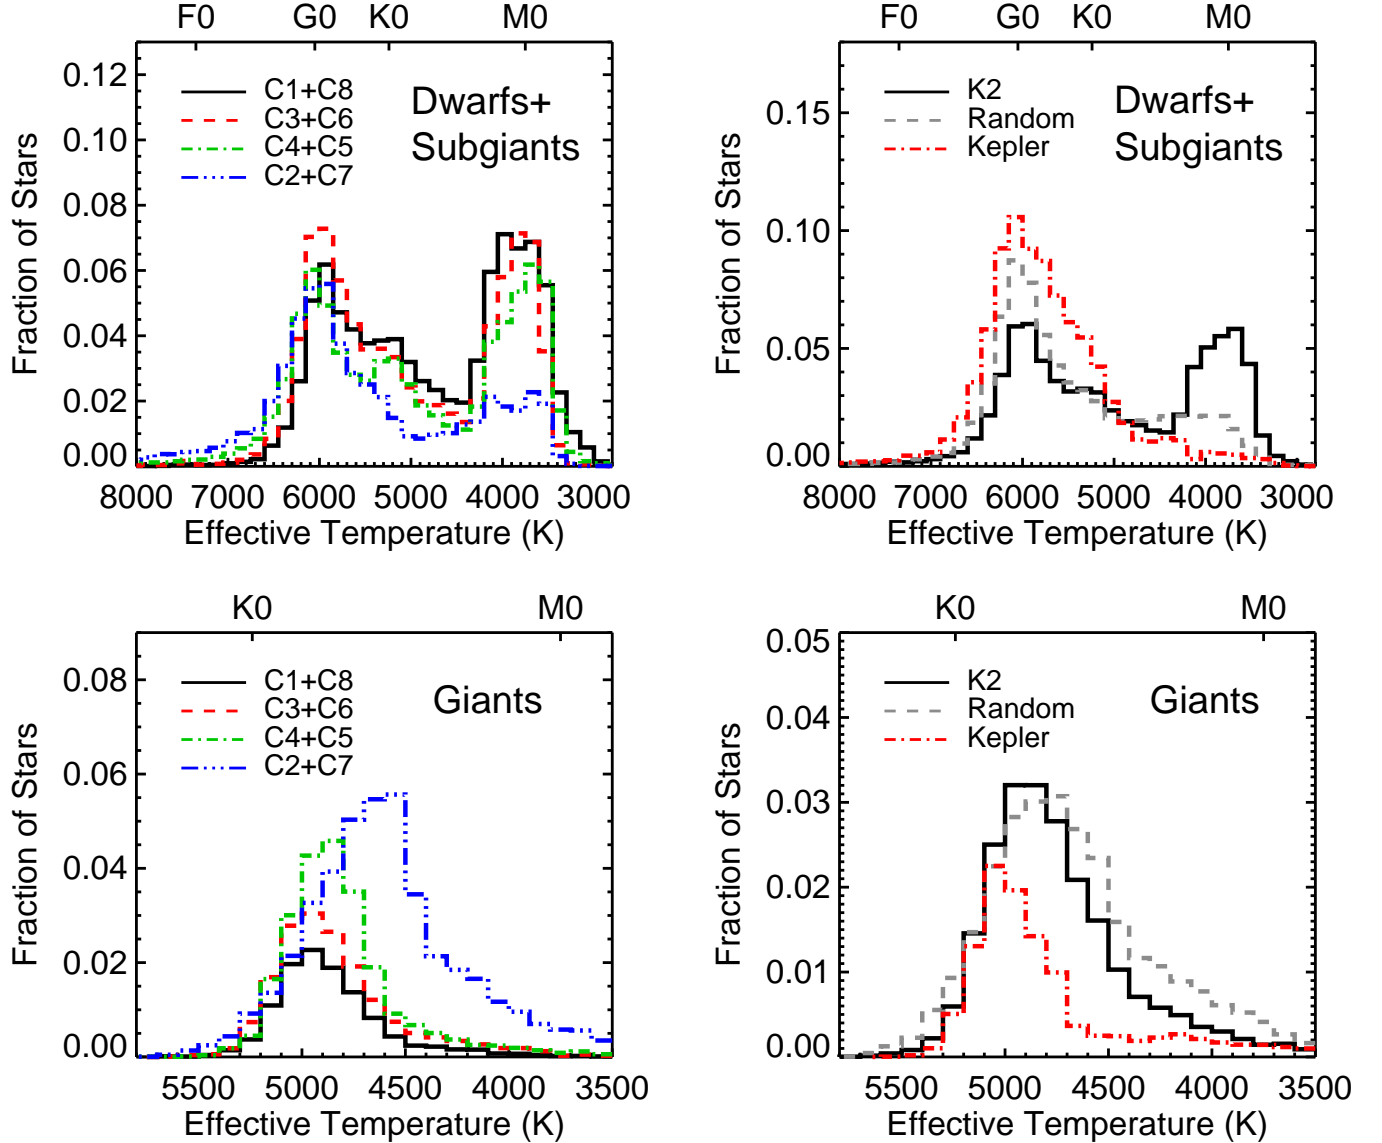 F0 G0 K0 M0
0.12
0.10
0.08
0.06
0.04
0.02
0.00
Fraction of Stars
C1+C8
C3+C6
C4+C5
C2+C7
Dwarfs+
Subgiants
8000 7000 6000 5000 4000 3000
Effective Temperature (K)
F0 G0 K0 M0
0.15
0.10
0.05
0.00
Fraction of Stars
K2
Random
Kepler
Dwarfs+
Subgiants
8000 7000 6000 5000 4000 3000
Effective Temperature (K)
K0 M0
0.08
0.06
0.04
0.02
0.00
Fraction of Stars
C1+C8
C3+C6
C4+C5
C2+C7
Giants
5500 5000 4500 4000 3500
Effective Temperature (K)
K0 M0
0.05
0.04
0.03
0.02
0.01
0.00
Fraction of Stars
K2
Random
Kepler
Giants
5500 5000 4500 4000 3500
Effective Temperature (K)